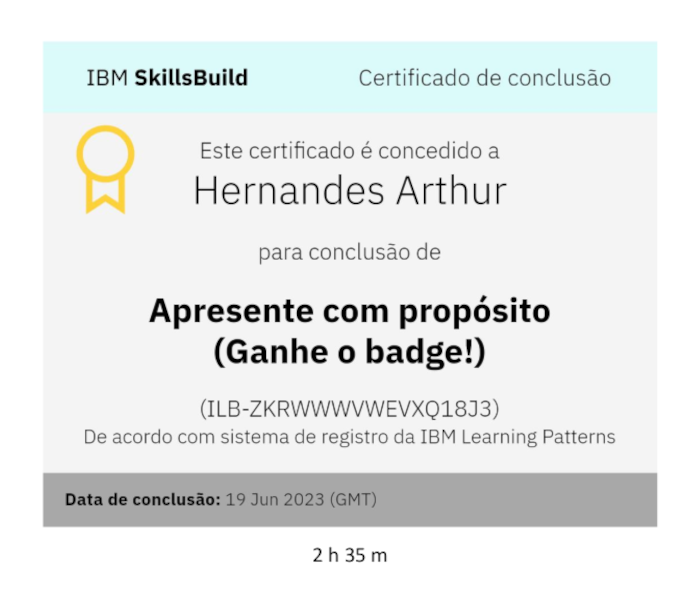 IBM SkillsBuild
Certificado de conclusão
Este certificado é concedido a
Hernandes Arthur
para conclusão de
Apresente com propósito
(Ganhe o badge!)
(ILB-ZKRWWWVWEVXQ18J3)
De acordo com sistema de registro da IBM Learning Patterns
Data de conclusão: 19 Jun 2023 (GMT)
2 h 35 m